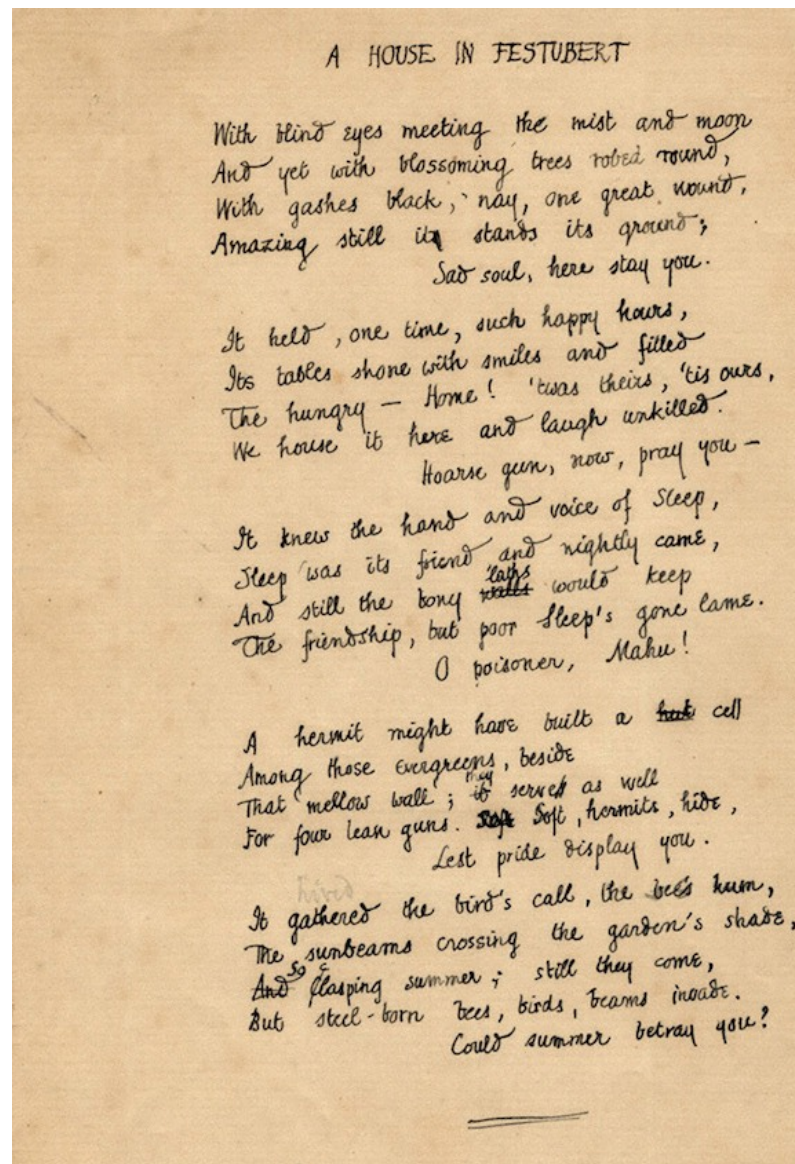 A HOUSE IN FESTUBERT
With blind eyes meeting the mist and moon
And yet with blossoming trees robed round,
With gashes black, nay, one great wound,
Amazing still it stands its ground;
Sad soul, here stay you.
It held, one time, such happy hours,
Its tables shone with smiles and filled
The hungry — Home! 'twas theirs, 'tis ours,
We house it here and laugh unkilled.
Hoarse gun, now, pray you —
It knew the hand and voice of Sleep,
Sleep was its friend and nightly came,
And still the bony walls laths would keep
The friendship, but poor Sleep's gone lame.
O poisoner, Mahu!
A hermit might have built a hut cell
Among those evergreens, beside
That mellow wall; it they serve as well
For four lean guns. Soft, hermits, hide,
Lest pride display you.
It gathered the bird's call, the bee's hum,
The sunbeams crossing the garden's shade,
And So clasping summer; still they come,
But steel-born bees, birds, beams invade.
Could summer betray you?